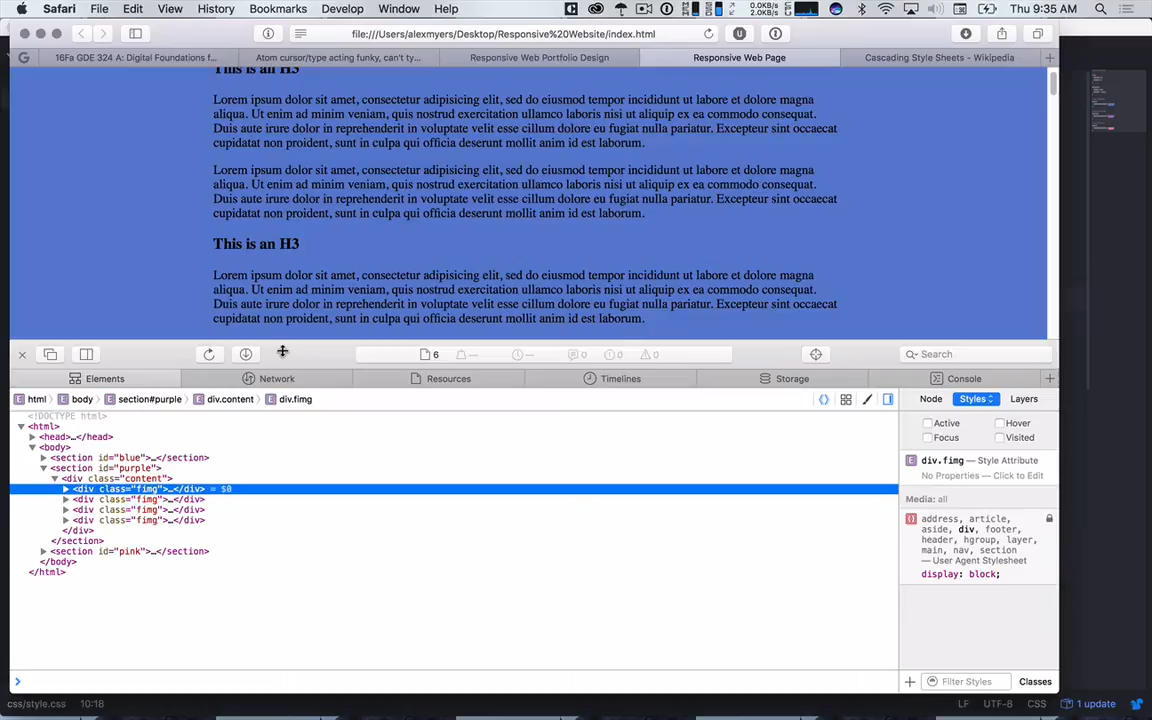 Safari File Edit View History Bookmarks Develop Window Help 0.0KB/s 2.0KB/s Thu 9:35 AM
file:///Users/alexmyers/Desktop/Responsive%20Website/index.html
16Fa GDE 324 A: Digital Foundations f... Atom cursor/type acting funky, can't ty... Responsive Web Portfolio Design Responsive Web Page Cascading Style Sheets - Wikipedia
This is an H3
Lorem ipsum dolor sit amet, consectetur adipisicing elit, sed do eiusmod tempor incididunt ut labore et dolore magna
aliqua. Ut enim ad minim veniam, quis nostrud exercitation ullamco laboris nisi ut aliquip ex ea commodo consequat.
Duis aute irure dolor in reprehenderit in voluptate velit esse cillum dolore eu fugiat nulla pariatur. Excepteur sint occaecat
cupidatat non proident, sunt in culpa qui officia deserunt mollit anim id est laborum.
Lorem ipsum dolor sit amet, consectetur adipisicing elit, sed do eiusmod tempor incididunt ut labore et dolore magna
aliqua. Ut enim ad minim veniam, quis nostrud exercitation ullamco laboris nisi ut aliquip ex ea commodo consequat.
Duis aute irure dolor in reprehenderit in voluptate velit esse cillum dolore eu fugiat nulla pariatur. Excepteur sint occaecat
cupidatat non proident, sunt in culpa qui officia deserunt mollit anim id est laborum.
This is an H3
Lorem ipsum dolor sit amet, consectetur adipisicing elit, sed do eiusmod tempor incididunt ut labore et dolore magna
aliqua. Ut enim ad minim veniam, quis nostrud exercitation ullamco laboris nisi ut aliquip ex ea commodo consequat.
Duis aute irure dolor in reprehenderit in voluptate velit esse cillum dolore eu fugiat nulla pariatur. Excepteur sint occaecat
cupidatat non proident, sunt in culpa qui officia deserunt mollit anim id est laborum.
6 — — 0 0 0 Search
Elements Network Resources Timelines Storage Console
html body section#purple div.content div.fimg Node Styles Layers
<!DOCTYPE html>
<html>
<head>…</head>
<body>
<section id="blue">…</section>
<section id="purple">
<div class="content">
<div class="fimg">…</div> = $0
<div class="fimg">…</div>
<div class="fimg">…</div>
<div class="fimg">…</div>
</div>
</section>
<section id="pink">…</section>
</body>
</html>
Active Hover
Focus Visited
div.fimg — Style Attribute
No Properties — Click to Edit
Media: all
address, article,
aside, div, footer,
header, hgroup, layer,
main, nav, section
— User Agent Stylesheet
display: block;
Filter Styles Classes
css/style.css 10:18 LF UTF-8 CSS 1 update